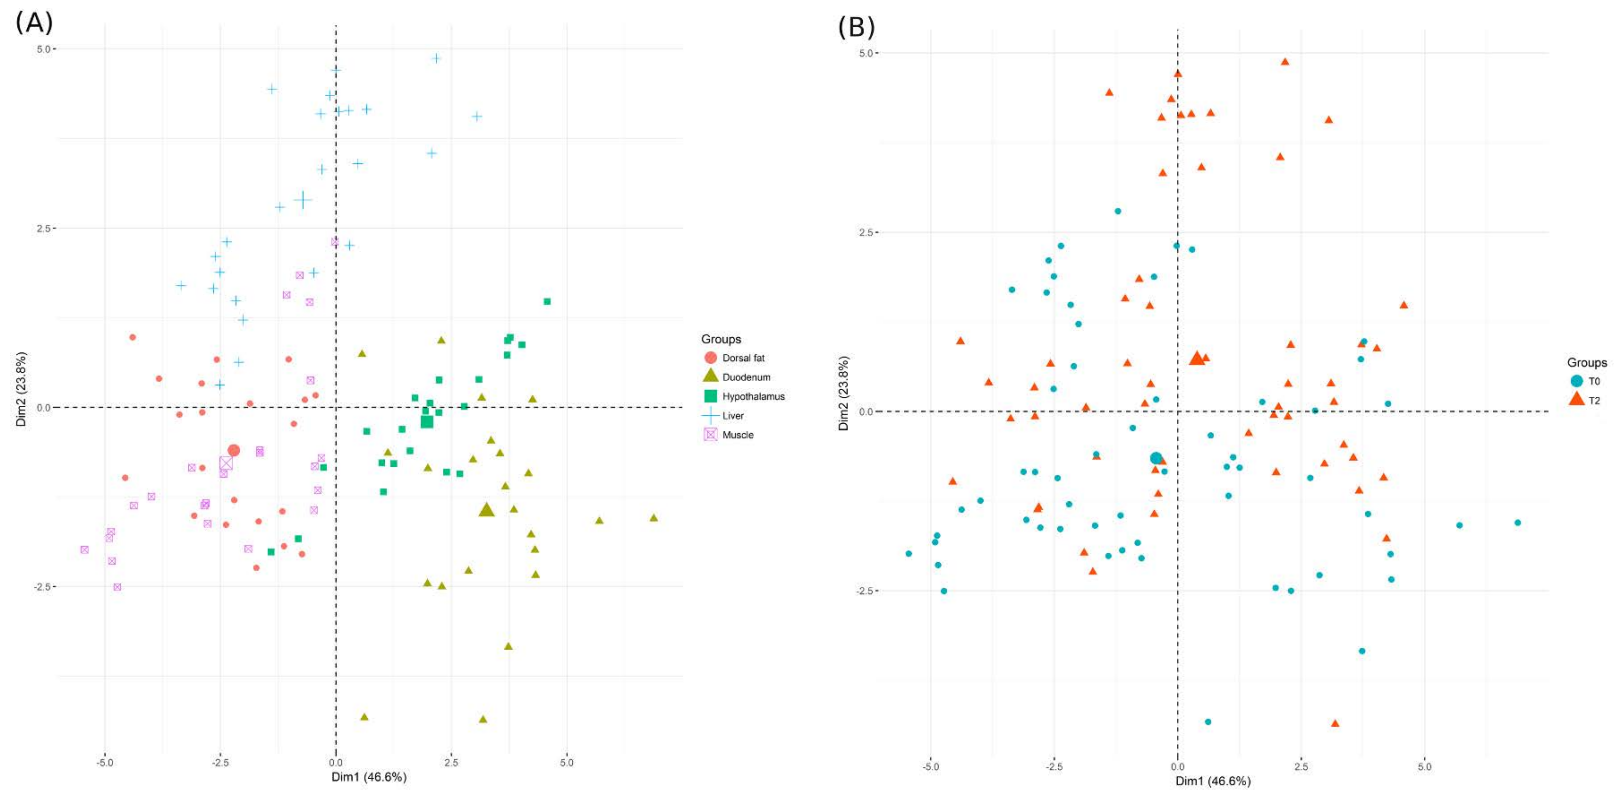 (A)
5.0
2.5
0.0
-2.5
Dim2 (23.8%)
-5.0
-2.5
0.0
2.5
5.0
Dim1 (46.6%)
Groups
Dorsal fat
Duodenum
Hypothalamus
Liver
Muscle
(B)
5.0
2.5
0.0
-2.5
Dim2 (23.8%)
-5.0
-2.5
0.0
2.5
5.0
Dim1 (46.6%)
Groups
T0
T2